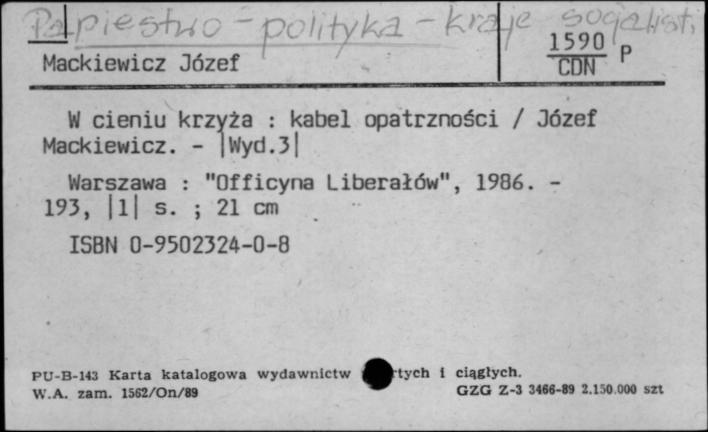 Papiestwo - polityka - kraje socjalist.
1590 P
CDN
Mackiewicz Józef
W cieniu krzyża : kabel opatrzności / Józef
Mackiewicz. - |Wyd.3|
Warszawa : "Officyna Liberałów", 1986. -
193, |1| s. ; 21 cm
ISBN 0-9502324-0-8
PU-B-143 Karta katalogowa wydawnictw rtych i ciągłych.
W.A. zam. 1562/On/89 GZG Z-3 3466-89 2.150.000 szt